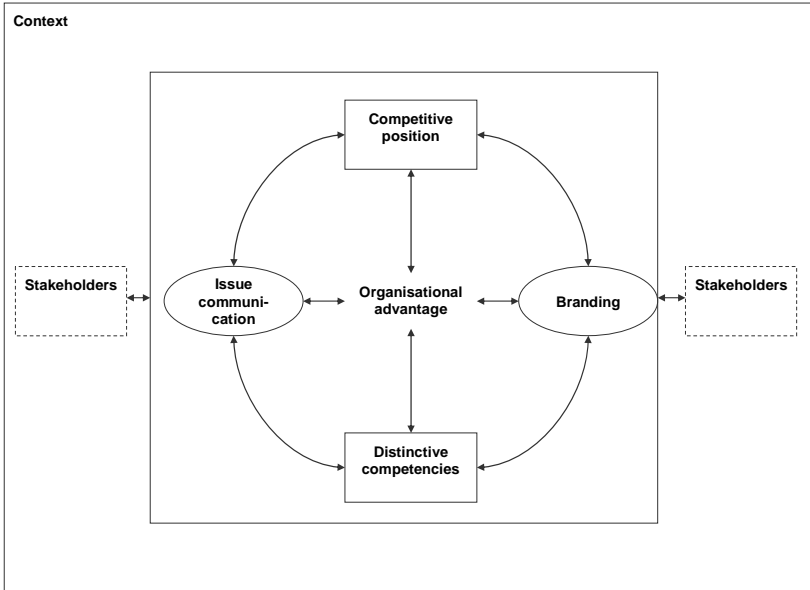 Context
Competitive
position
Stakeholders
Issue
communi-
cation
Organisational
advantage
Branding
Stakeholders
Distinctive
competencies